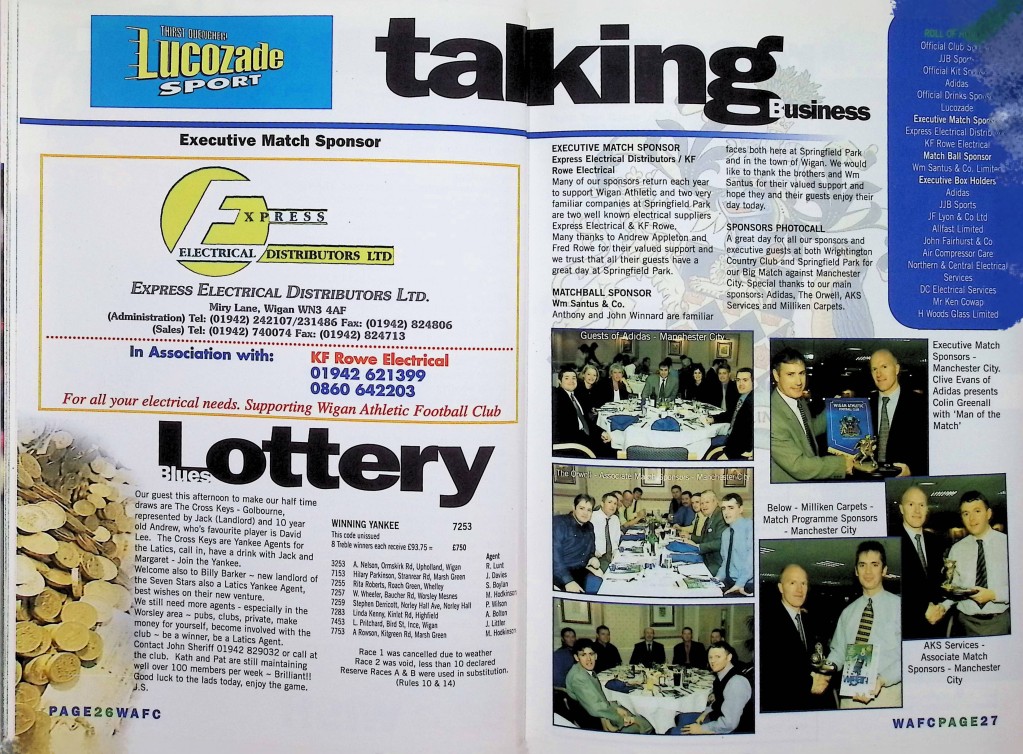 THIRST QUENCHER!
LUCOZADE
SPORT
talking
Business
Executive Match Sponsor
EXPRESS
ELECTRICAL DISTRIBUTORS LTD
EXPRESS ELECTRICAL DISTRIBUTORS LTD.
Miry Lane, Wigan WN3 4AF
(Administration) Tel: (01942) 242107/231486 Fax: (01942) 824806
(Sales) Tel: (01942) 740074 Fax: (01942) 824713
In Association with:
KF Rowe Electrical
01942 621399
0860 642203
For all your electrical needs. Supporting Wigan Athletic Football Club
Blues Lottery
Our guest this afternoon to make our half time
draws are The Cross Keys - Golbourne,
represented by Jack (Landlord) and 10 year
old Andrew, who's favourite player is David
Lee. The Cross Keys are Yankee Agents for
the Latics, call in, have a drink with Jack and
Margaret - Join the Yankee.
Welcome also to Billy Barker ~ new landlord of
the Seven Stars also a Latics Yankee Agent,
best wishes on their new venture.
We still need more agents - especially in the
Worsley area ~ pubs, clubs, private, make
money for yourself, become involved with the
club ~ be a winner, be a Latics Agent.
Contact John Sheriff 01942 829032 or call at
the club. Kath and Pat are still maintaining
well over 100 members per week ~ Brilliant!!
Good luck to the lads today, enjoy the game.
J.S.
WINNING YANKEE 7253
This code unissued
8 Treble winners each receive £93.75 = £750
Agent
3253 A. Nelson, Ormskirk Rd, Upholland, Wigan R. Lunt
7153 Hilary Parkinson, Stranrear Rd, Marsh Green J. Davies
7255 Rita Roberts, Roach Green, Whelley S. Boylan
7257 W. Wheeler, Baucher Rd, Worsley Mesnes M. Hodkinson
7259 Stephen Derricott, Norley Hall Ave, Norley Hall P. Wilson
7283 Linda Kenny, Kinlet Rd, Highfield A. Bolton
7453 L. Pritchard, Bird St, Ince, Wigan J. Littler
7753 A Rowson, Kilgreen Rd, Marsh Green M. Hodkinson
Race 1 was cancelled due to weather
Race 2 was void, less than 10 declared
Reserve Races A & B were used in substitution.
(Rules 10 & 14)
PAGE26WAFC
EXECUTIVE MATCH SPONSOR
Express Electrical Distributors / KF
Rowe Electrical
Many of our sponsors return each year
to support Wigan Athletic and two very
familiar companies at Springfield Park
are two well known electrical suppliers
Express Electrical & KF Rowe.
Many thanks to Andrew Appleton and
Fred Rowe for their valued support and
we trust that all their guests have a
great day at Springfield Park.
MATCHBALL SPONSOR
Wm Santus & Co.
Anthony and John Winnard are familiar
faces both here at Springfield Park
and in the town of Wigan. We would
like to thank the brothers and Wm
Santus for their valued support and
hope they and their guests enjoy their
day today.
SPONSORS PHOTOCALL
A great day for all our sponsors and
executive guests at both Wrightington
Country Club and Springfield Park for
our Big Match against Manchester
City. Special thanks to our main
sponsors: Adidas, The Orwell, AKS
Services and Milliken Carpets.
ROLL OF
Official Club
JJB
Official Kit
Adidas
Official Drinks
Lucozade
Executive Match
Express Electrical
KF Rowe Electrical
Match Ball Sponsor
Wm Santus & Co. Limited
Executive Box Holders
Adidas
JJB Sports
JF Lyon & Co Ltd
Allfast Limited
John Fairhurst & Co
Air Compressor Care
Northern & Central Electrical
Services
DC Electrical Services
Mr Ken Cowap
H Woods Glass Limited
Guests of Adidas - Manchester City
The Orwell - Associate Match Sponsors - Manchester City
WIGAN ATHLETIC
FOOTBALL CLUB
Executive Match
Sponsors -
Manchester City.
Clive Evans of
Adidas presents
Colin Greenall
with 'Man of the
Match'
Below - Milliken Carpets -
Match Programme Sponsors
- Manchester City
AKS Services -
Associate Match
Sponsors - Manchester
City
WAFCPAGE27